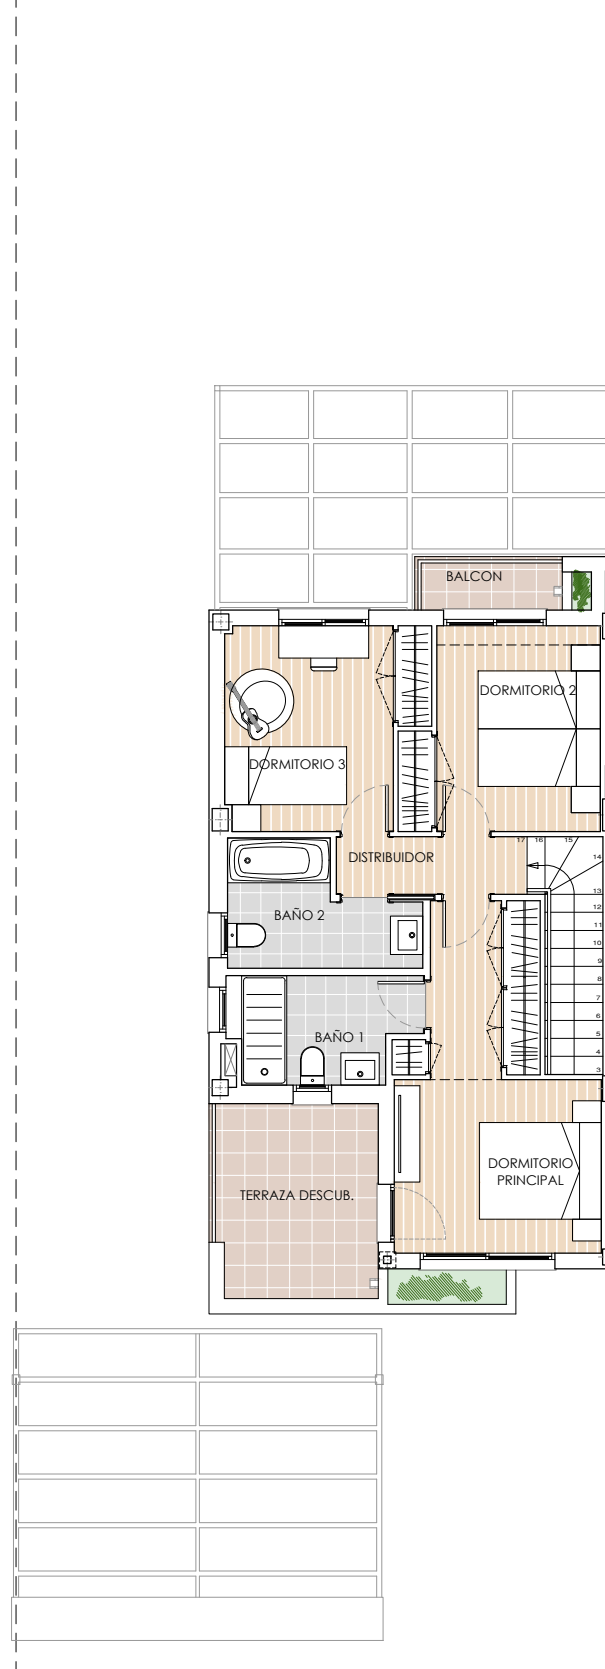 BALCON
DORMITORIO 2
DORMITORIO 3
17
16
15
14
DISTRIBUIDOR
13
12
BAÑO 2
11
10
9
8
7
6
BAÑO 1
5
4
3
DORMITORIO
PRINCIPAL
TERRAZA DESCUB.